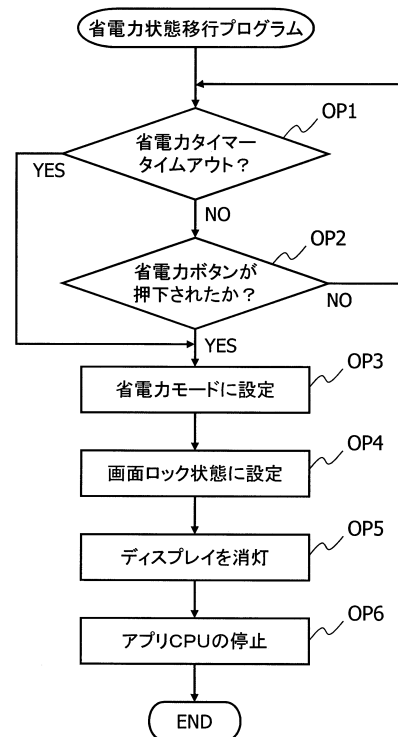 省電力状態移行プログラム
OP1
省電力タイマー
タイムアウト？
YES
NO
OP2
省電力ボタンが
押下されたか？
NO
YES
OP3
省電力モードに設定
OP4
画面ロック状態に設定
OP5
ディスプレイを消灯
OP6
アプリCPUの停止
END